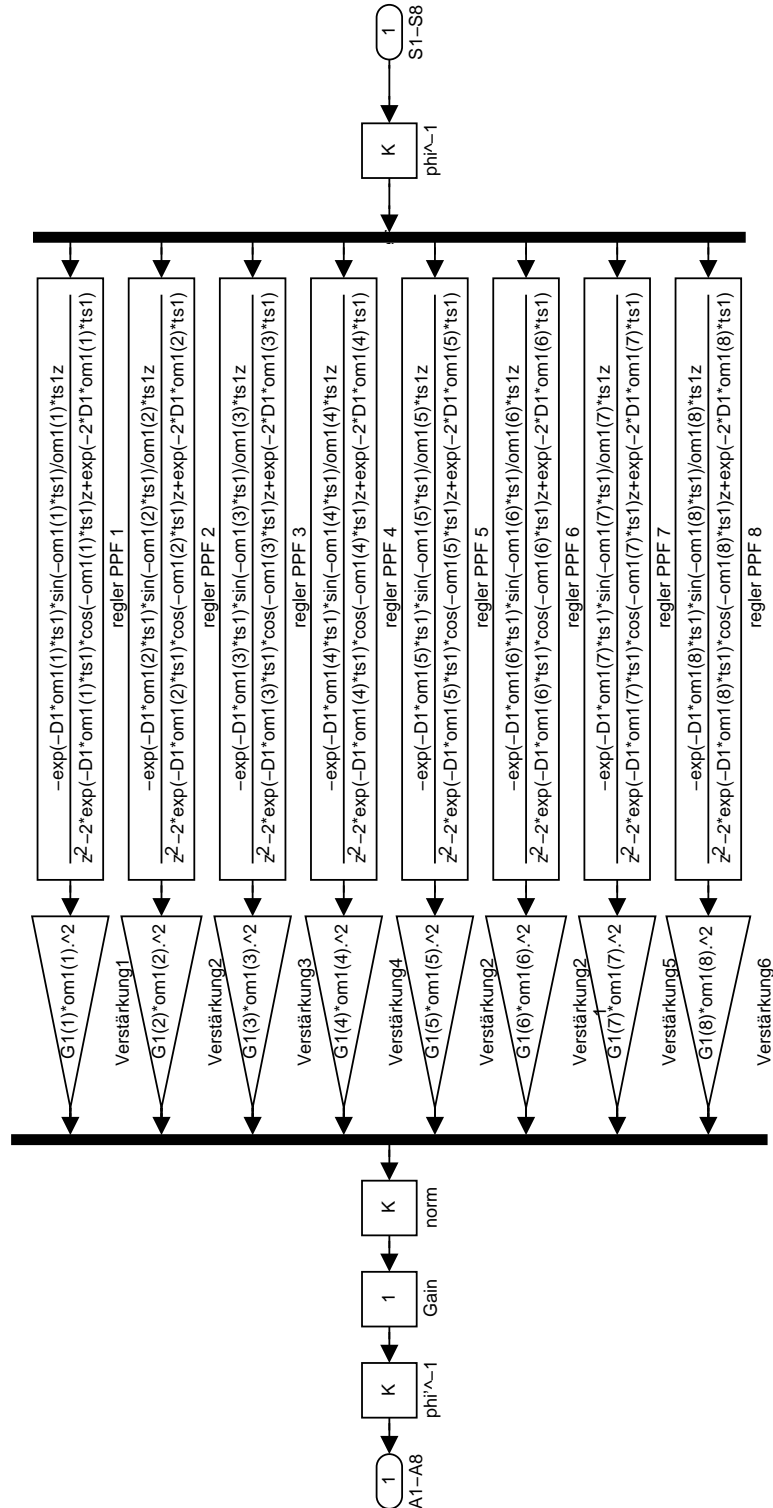 1
S1−S8
K
phi^−1
−exp(−D1*om1(1)*ts1)*sin(−om1(1)*ts1)/om1(1)*ts1z
z2−2*exp(−D1*om1(1)*ts1)*cos(−om1(1)*ts1)z+exp(−2*D1*om1(1)*ts1)
regler PPF 1
−exp(−D1*om1(2)*ts1)*sin(−om1(2)*ts1)/om1(2)*ts1z
z2−2*exp(−D1*om1(2)*ts1)*cos(−om1(2)*ts1)z+exp(−2*D1*om1(2)*ts1)
regler PPF 2
−exp(−D1*om1(3)*ts1)*sin(−om1(3)*ts1)/om1(3)*ts1z
z2−2*exp(−D1*om1(3)*ts1)*cos(−om1(3)*ts1)z+exp(−2*D1*om1(3)*ts1)
regler PPF 3
−exp(−D1*om1(4)*ts1)*sin(−om1(4)*ts1)/om1(4)*ts1z
z2−2*exp(−D1*om1(4)*ts1)*cos(−om1(4)*ts1)z+exp(−2*D1*om1(4)*ts1)
regler PPF 4
−exp(−D1*om1(5)*ts1)*sin(−om1(5)*ts1)/om1(5)*ts1z
z2−2*exp(−D1*om1(5)*ts1)*cos(−om1(5)*ts1)z+exp(−2*D1*om1(5)*ts1)
regler PPF 5
−exp(−D1*om1(6)*ts1)*sin(−om1(6)*ts1)/om1(6)*ts1z
z2−2*exp(−D1*om1(6)*ts1)*cos(−om1(6)*ts1)z+exp(−2*D1*om1(6)*ts1)
regler PPF 6
−exp(−D1*om1(7)*ts1)*sin(−om1(7)*ts1)/om1(7)*ts1z
z2−2*exp(−D1*om1(7)*ts1)*cos(−om1(7)*ts1)z+exp(−2*D1*om1(7)*ts1)
regler PPF 7
−exp(−D1*om1(8)*ts1)*sin(−om1(8)*ts1)/om1(8)*ts1z
z2−2*exp(−D1*om1(8)*ts1)*cos(−om1(8)*ts1)z+exp(−2*D1*om1(8)*ts1)
regler PPF 8
G1(1)*om1(1).^2
Verstärkung1
G1(2)*om1(2).^2
Verstärkung2
G1(3)*om1(3).^2
Verstärkung3
G1(4)*om1(4).^2
Verstärkung4
G1(5)*om1(5).^2
Verstärkung2
G1(6)*om1(6).^2
Verstärkung2
1
G1(7)*om1(7).^2
Verstärkung5
G1(8)*om1(8).^2
Verstärkung6
K
norm
1
Gain
K
phi'^−1
1
A1−A8